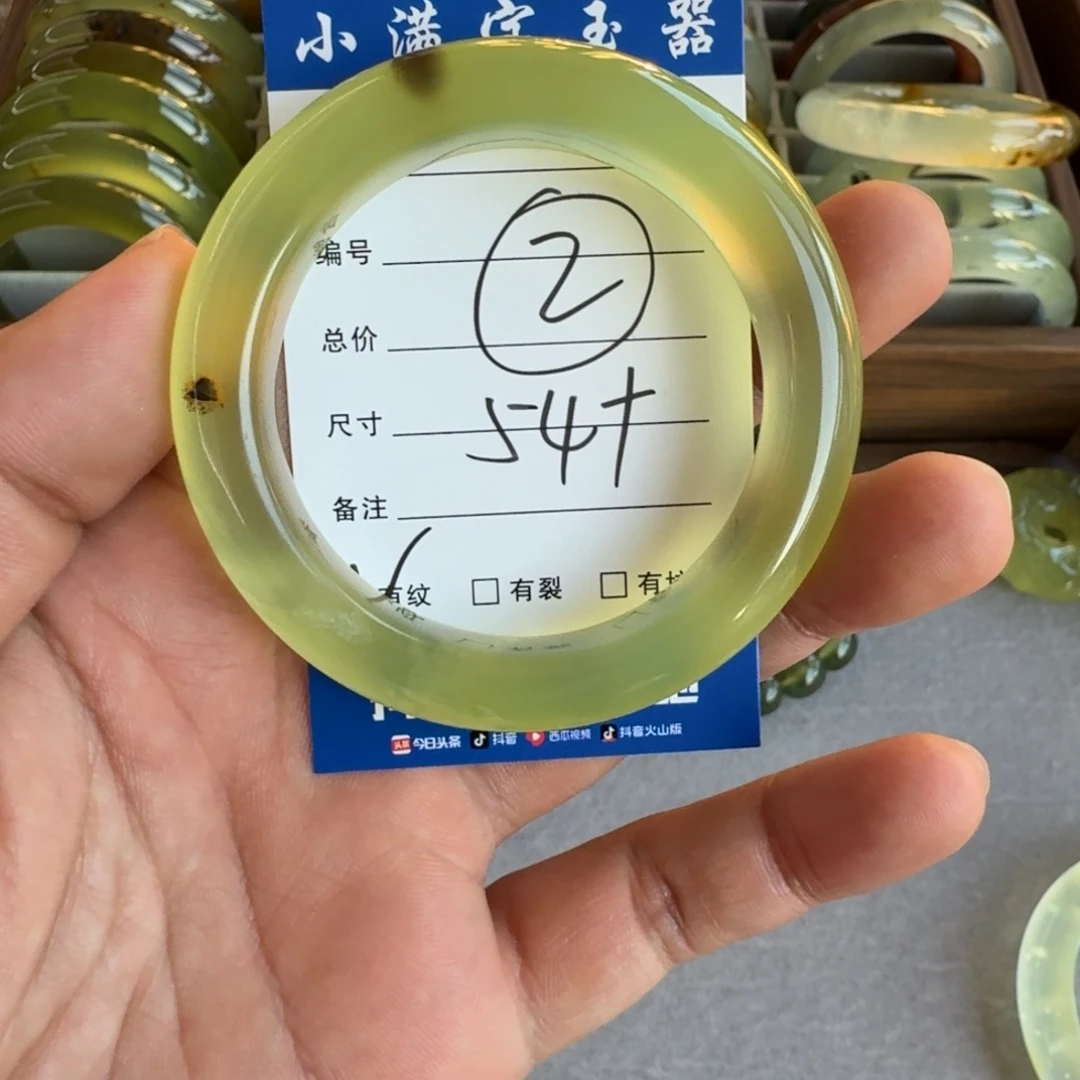 小满宁玉器
编号
②
总价
尺寸 54+
备注
有纹 有裂
今日头条 抖音 西瓜视频 抖音火山版